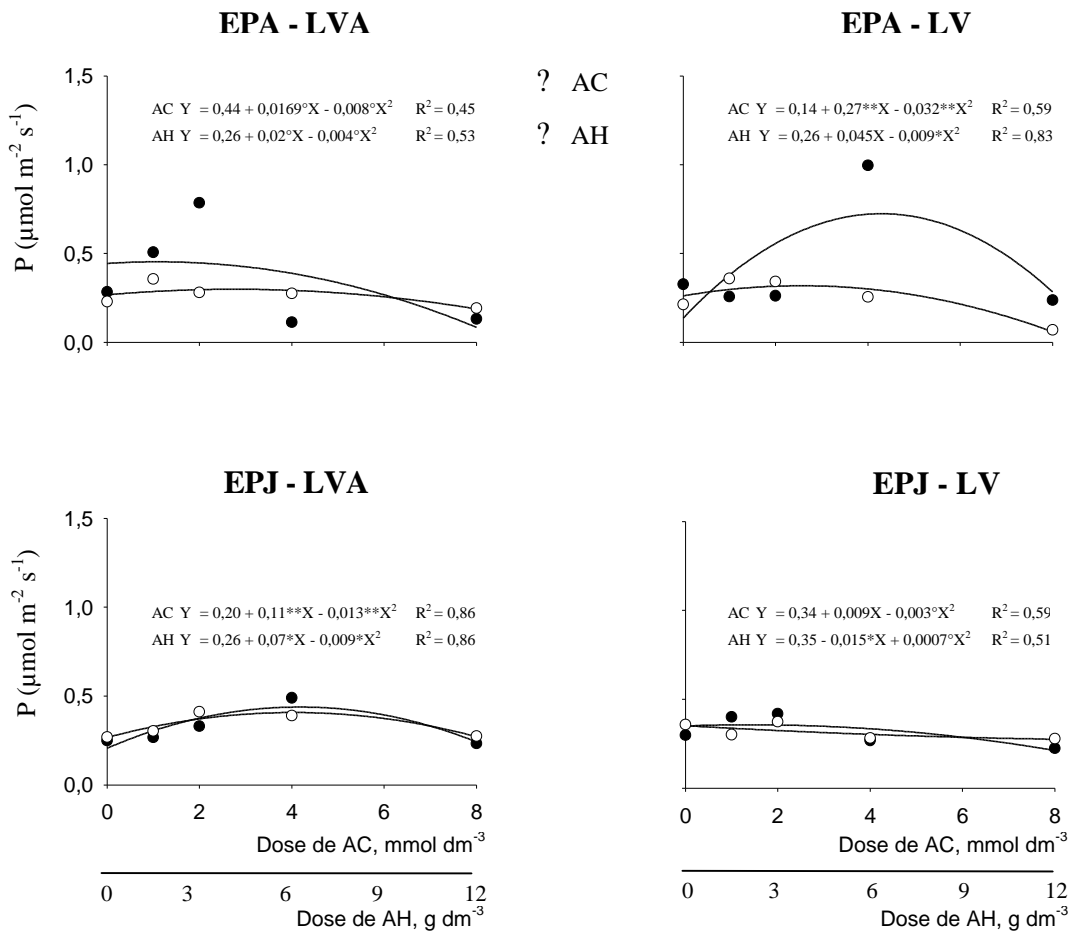 EPA - LVA
EPA - LV
? AC
? AH
P (µmol m⁻² s⁻¹)
1,5
1,0
0,5
0,0
AC Y = 0,44 + 0,0169°X - 0,008°X² R² = 0,45
AH Y = 0,26 + 0,02°X - 0,004°X² R² = 0,53
AC Y = 0,14 + 0,27**X - 0,032**X² R² = 0,59
AH Y = 0,26 + 0,045X - 0,009*X² R² = 0,83
EPJ - LVA
EPJ - LV
P (µmol m⁻² s⁻¹)
1,5
1,0
0,5
0,0
AC Y = 0,20 + 0,11**X - 0,013**X² R² = 0,86
AH Y = 0,26 + 0,07*X - 0,009*X² R² = 0,86
AC Y = 0,34 + 0,009X - 0,003°X² R² = 0,59
AH Y = 0,35 - 0,015*X + 0,0007°X² R² = 0,51
0 2 4 6 8
Dose de AC, mmol dm⁻³
0 3 6 9 12
Dose de AH, g dm⁻³
0 2 4 6 8
Dose de AC, mmol dm⁻³
0 3 6 9 12
Dose de AH, g dm⁻³